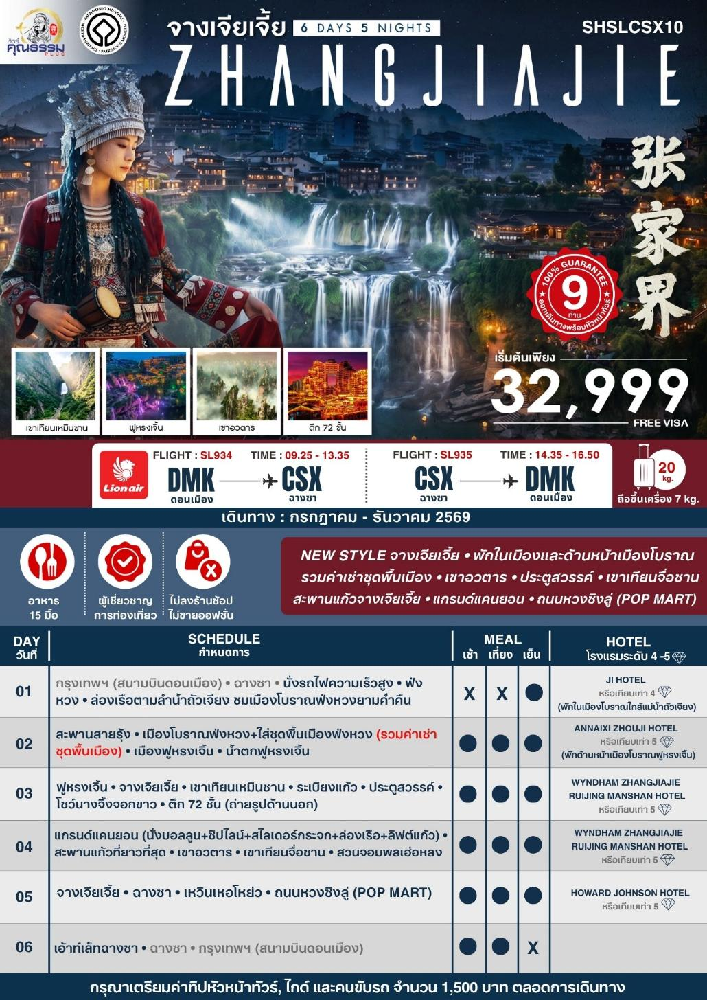 ทัวร์
คุณธรรม
PLUS
PATRIMONIO MUNDIAL • WORLD HERITAGE • PATRIMOINE MONDIAL
จางเจียเจี้ย 6 DAYS 5 NIGHTS
SHSLCSX10
ZHANGJIAJIE
张
家
界
100% GUARANTEE
9
ท่าน
ออกเดินทางพร้อมหัวหน้าทัวร์
เริ่มต้นเพียง
32,999
FREE VISA
เขาเทียนเหมินซาน
ฟูหรงเจิ้น
เขาอวตาร
ตึก 72 ชั้น
Lion air
FLIGHT : SL934 TIME : 09.25 - 13.35
DMK CSX
ดอนเมือง ฉางซา
FLIGHT : SL935 TIME : 14.35 - 16.50
CSX DMK
ฉางซา ดอนเมือง
20
kg.
ถือขึ้นเครื่อง 7 kg.
เดินทาง : กรกฎาคม - ธันวาคม 2569
อาหาร
15 มื้อ
ผู้เชี่ยวชาญ
การท่องเที่ยว
ไม่ลงร้านช้อป
ไม่ขายออฟชั่น
NEW STYLE จางเจียเจี้ย • พักในเมืองและด้านหน้าเมืองโบราณ
รวมค่าเช่าชุดพื้นเมือง • เขาอวตาร • ประตูสวรรค์ • เขาเทียนจื่อซาน
สะพานแก้วจางเจียเจี้ย • แกรนด์แคนยอน • ถนนหวงซิงลู่ (POP MART)
DAY
วันที่
SCHEDULE
กำหนดการ
MEAL
เช้า เที่ยง เย็น
HOTEL
โรงแรมระดับ 4 -5
01
กรุงเทพฯ (สนามบินดอนเมือง) • ฉางซา • นั่งรถไฟความเร็วสูง • ฟ่ง
หวง • ล่องเรือตามลำน้ำถัวเจียง ชมเมืองโบราณฟ่งหวงยามค่ำคืน
X X
JI HOTEL
หรือเทียบเท่า 4
(พักในเมืองโบราณใกล้แม่น้ำถัวเจียง)
02
สะพานสายรุ้ง • เมืองโบราณฟ่งหวง+ใส่ชุดพื้นเมืองฟ่งหวง (รวมค่าเช่า
ชุดพื้นเมือง) • เมืองฟูหรงเจิ้น • น้ำตกฟูหรงเจิ้น
ANNAIXI ZHOUJI HOTEL
หรือเทียบเท่า 5
(พักด้านหน้าเมืองโบราณฟูหรงเจิ้น)
03
ฟูหรงเจิ้น • จางเจียเจี้ย • เขาเทียนเหมินซาน • ระเบียงแก้ว • ประตูสวรรค์ •
โชว์นางจิ้งจอกขาว • ตึก 72 ชั้น (ถ่ายรูปด้านนอก)
WYNDHAM ZHANGJIAJIE
RUIJING MANSHAN HOTEL
หรือเทียบเท่า 5
04
แกรนด์แคนยอน (นั่งบอลลูน+ซิปไลน์+สไลเดอร์กระจก+ล่องเรือ+ลิฟต์แก้ว) •
สะพานแก้วที่ยาวที่สุด • เขาอวตาร • เขาเทียนจื่อซาน • สวนจอมพลเฮ่อหลง
WYNDHAM ZHANGJIAJIE
RUIJING MANSHAN HOTEL
หรือเทียบเท่า 5
05
จางเจียเจี้ย • ฉางซา • เหวินเหอโหย่ว • ถนนหวงซิงลู่ (POP MART)
HOWARD JOHNSON HOTEL
หรือเทียบเท่า 5
06
เอ้าท์เล็ทฉางซา • ฉางซา • กรุงเทพฯ (สนามบินดอนเมือง)
X
กรุณาเตรียมค่าทิปหัวหน้าทัวร์, ไกด์ และคนขับรถ จำนวน 1,500 บาท ตลอดการเดินทาง